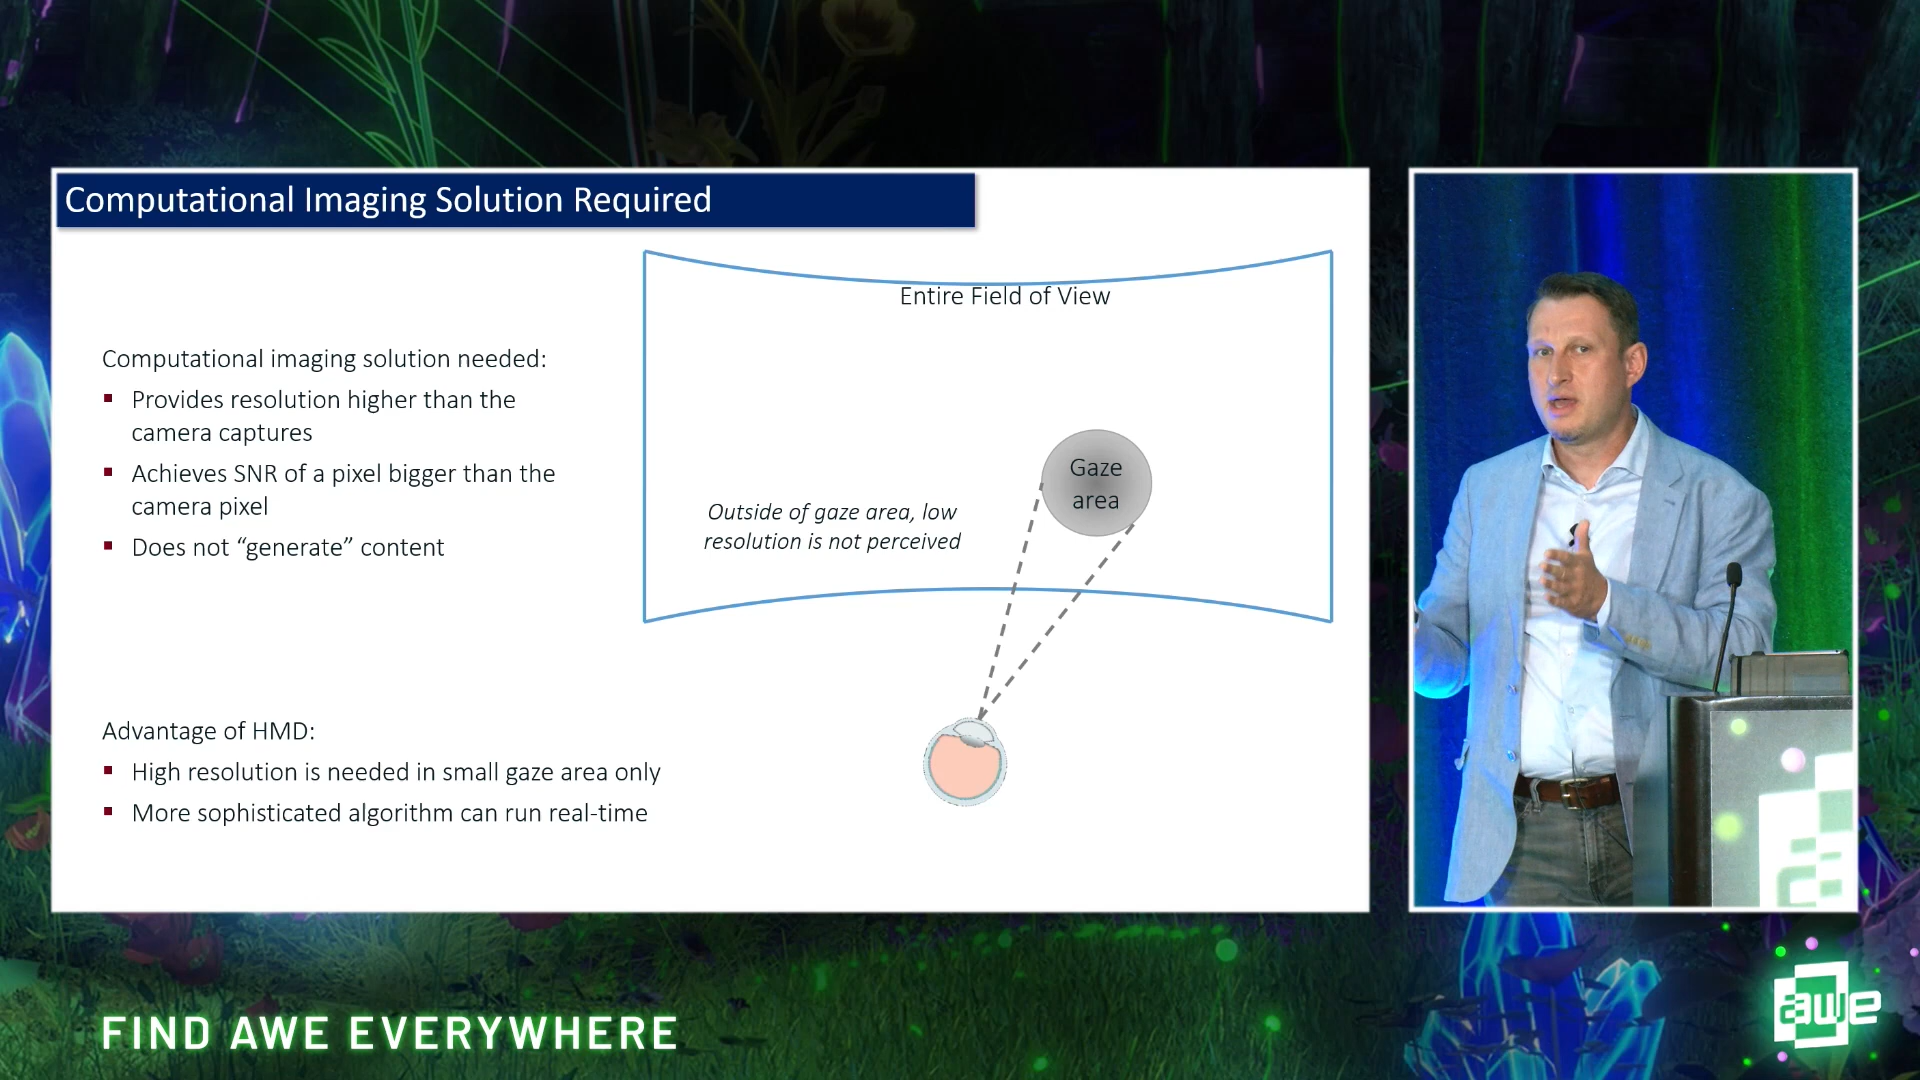 Computational Imaging Solution Required
Entire Field of View
Computational imaging solution needed:
▪ Provides resolution higher than the
camera captures
▪ Achieves SNR of a pixel bigger than the
camera pixel
▪ Does not “generate” content
Gaze
area
Outside of gaze area, low
resolution is not perceived
Advantage of HMD:
▪ High resolution is needed in small gaze area only
▪ More sophisticated algorithm can run real-time
FIND AWE EVERYWHERE
awe